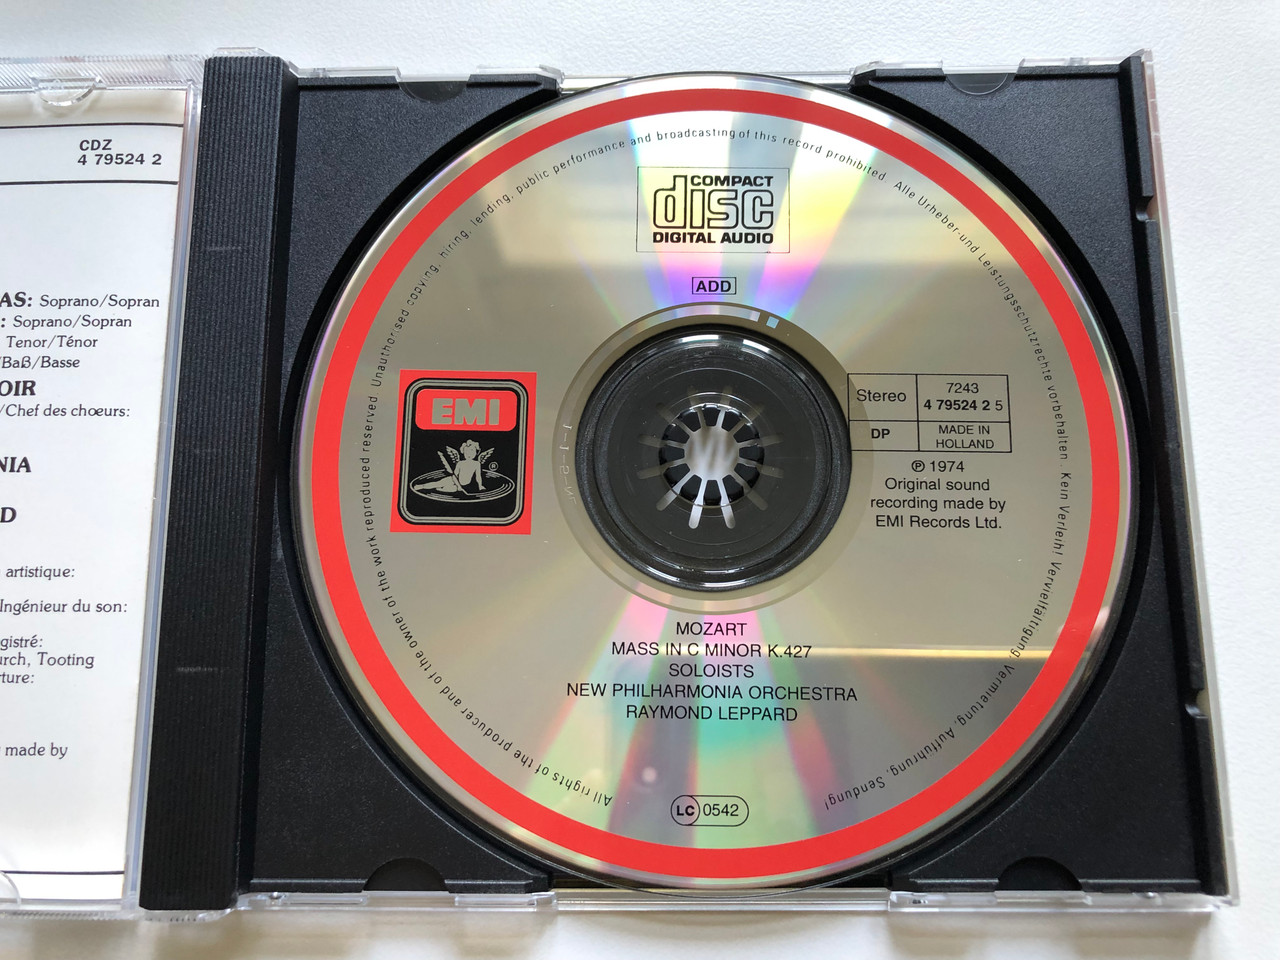 CDZ
4 79524 2
AS: Soprano/Sopran
: Soprano/Sopran
Tenor/Ténor
/Baß/Basse
OIR
/Chef des chœurs:
NIA
D
artistique:
Ingénieur du son:
gistré:
urch, Tooting
rture:
made by
All rights of the producer and of the owner of the work reproduced reserved. Unauthorised copying, hiring, lending, public performance and broadcasting of this record prohibited. Alle Urheber-und Leistungsschutzrechte vorbehalten. Kein Verleih! Vervielfältigung, Vermietung, Aufführung, Sendung!
COMPACT
disc
DIGITAL AUDIO
ADD
EMI
®
Stereo
7243
4 79524 2 5
DP
MADE IN
HOLLAND
℗ 1974
Original sound
recording made by
EMI Records Ltd.
MOZART
MASS IN C MINOR K.427
SOLOISTS
NEW PHILHARMONIA ORCHESTRA
RAYMOND LEPPARD
LC 0542